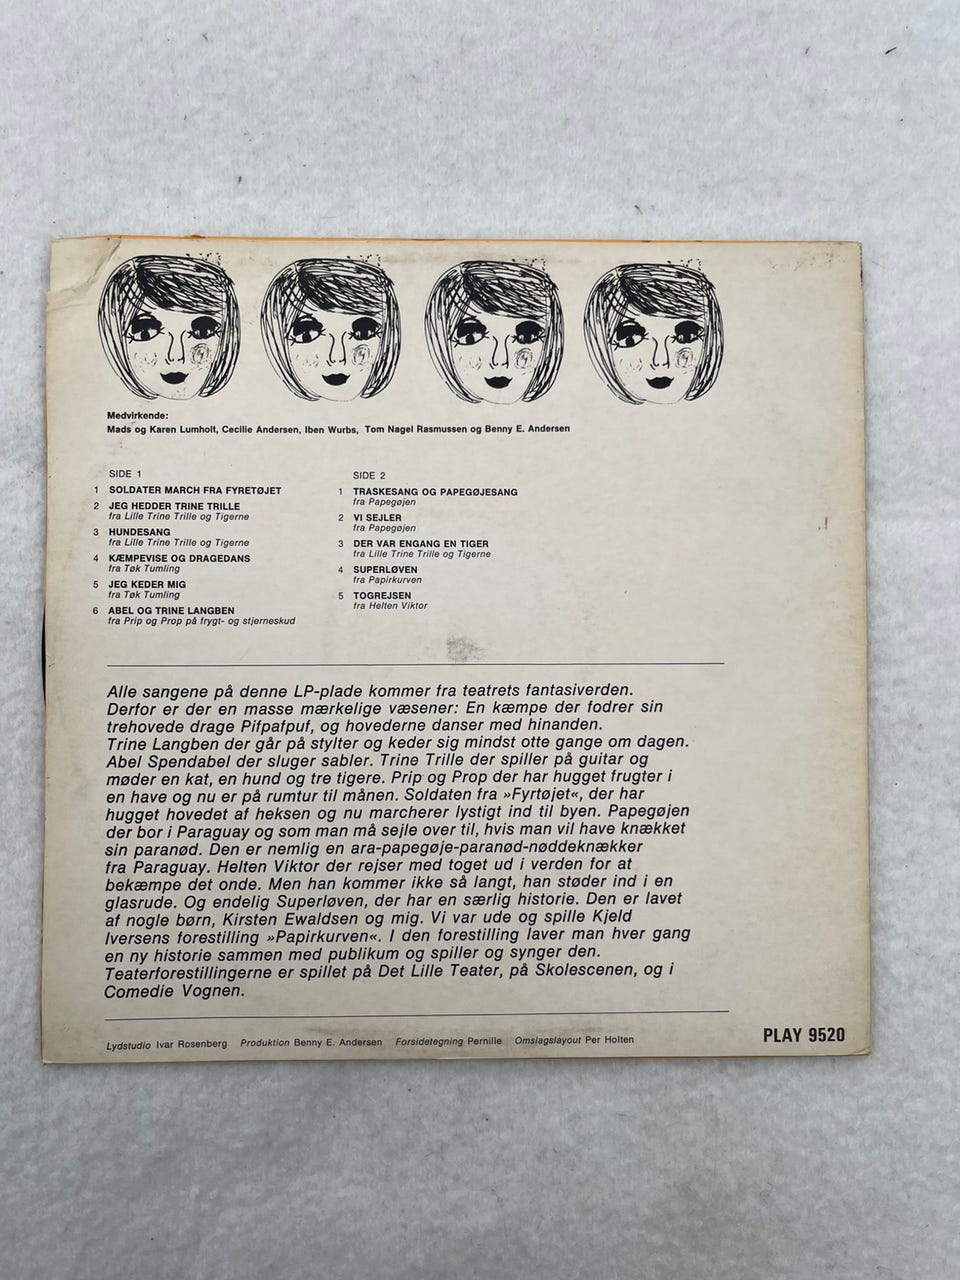 Medvirkende:
Mads og Karen Lumholt, Cecilie Andersen, Iben Wurbs, Tom Nagel Rasmussen og Benny E. Andersen
SIDE 1
1 SOLDATER MARCH FRA FYRETØJET
2 JEG HEDDER TRINE TRILLE
fra Lille Trine Trille og Tigerne
3 HUNDESANG
fra Lille Trine Trille og Tigerne
4 KÆMPEVISE OG DRAGEDANS
fra Tøk Tumling
5 JEG KEDER MIG
fra Tøk Tumling
6 ABEL OG TRINE LANGBEN
fra Prip og Prop på frygt- og stjerneskud
SIDE 2
1 TRASKESANG OG PAPEGØJESANG
fra Papegøjen
2 VI SEJLER
fra Papegøjen
3 DER VAR ENGANG EN TIGER
fra Lille Trine Trille og Tigerne
4 SUPERLØVEN
fra Papirkurven
5 TOGREJSEN
fra Helten Viktor
Alle sangene på denne LP-plade kommer fra teatrets fantasiverden.
Derfor er der en masse mærkelige væsener: En kæmpe der fodrer sin
trehovede drage Pifpafpuf, og hovederne danser med hinanden.
Trine Langben der går på stylter og keder sig mindst otte gange om dagen.
Abel Spendabel der sluger sabler. Trine Trille der spiller på guitar og
møder en kat, en hund og tre tigere. Prip og Prop der har hugget frugter i
en have og nu er på rumtur til månen. Soldaten fra »Fyrtøjet«, der har
hugget hovedet af heksen og nu marcherer lystigt ind til byen. Papegøjen
der bor i Paraguay og som man må sejle over til, hvis man vil have knækket
sin paranød. Den er nemlig en ara-papegøje-paranød-nøddeknækker
fra Paraguay. Helten Viktor der rejser med toget ud i verden for at
bekæmpe det onde. Men han kommer ikke så langt, han støder ind i en
glasrude. Og endelig Superløven, der har en særlig historie. Den er lavet
af nogle børn, Kirsten Ewaldsen og mig. Vi var ude og spille Kjeld
Iversens forestilling »Papirkurven«. I den forestilling laver man hver gang
en ny historie sammen med publikum og spiller og synger den.
Teaterforestillingerne er spillet på Det Lille Teater, på Skolescenen, og i
Comedie Vognen.
Lydstudio Ivar Rosenberg Produktion Benny E. Andersen Forsidetegning Pernille Omslagslayout Per Holten
PLAY 9520